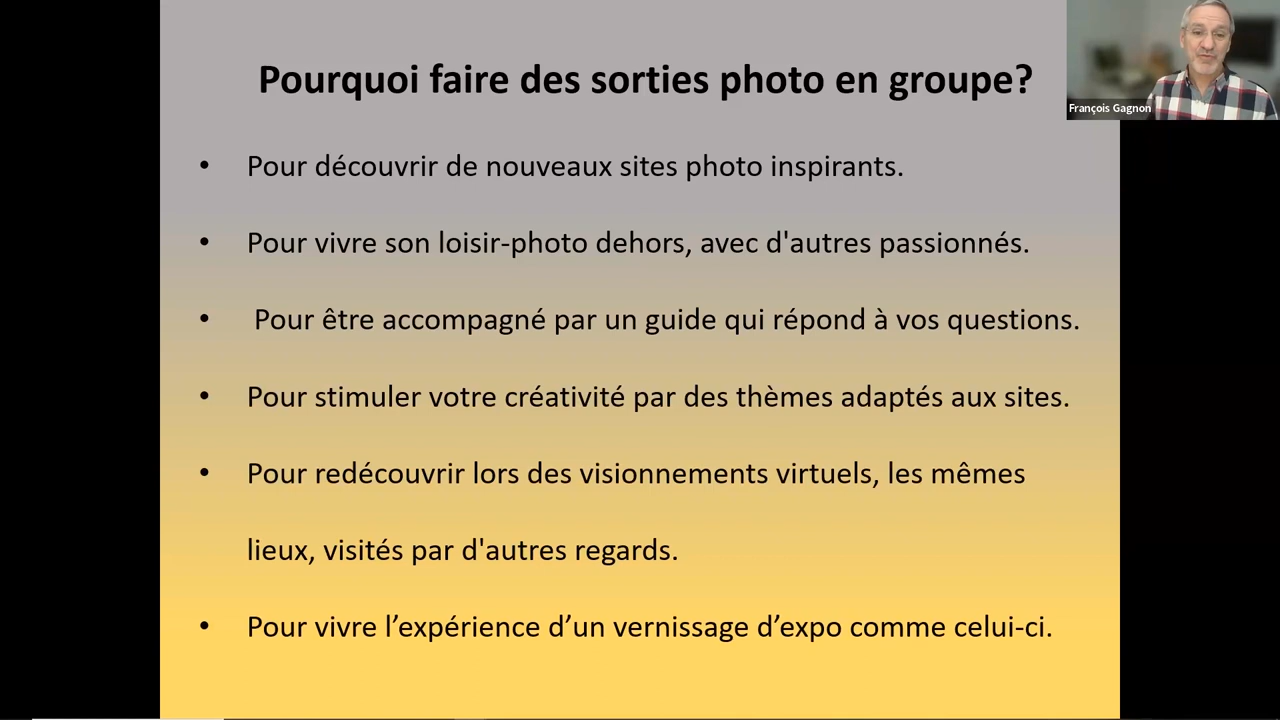 Pourquoi faire des sorties photo en groupe?
François Gagnon
• Pour découvrir de nouveaux sites photo inspirants.
• Pour vivre son loisir-photo dehors, avec d'autres passionnés.
• Pour être accompagné par un guide qui répond à vos questions.
• Pour stimuler votre créativité par des thèmes adaptés aux sites.
• Pour redécouvrir lors des visionnements virtuels, les mêmes
lieux, visités par d'autres regards.
• Pour vivre l’expérience d’un vernissage d’expo comme celui-ci.